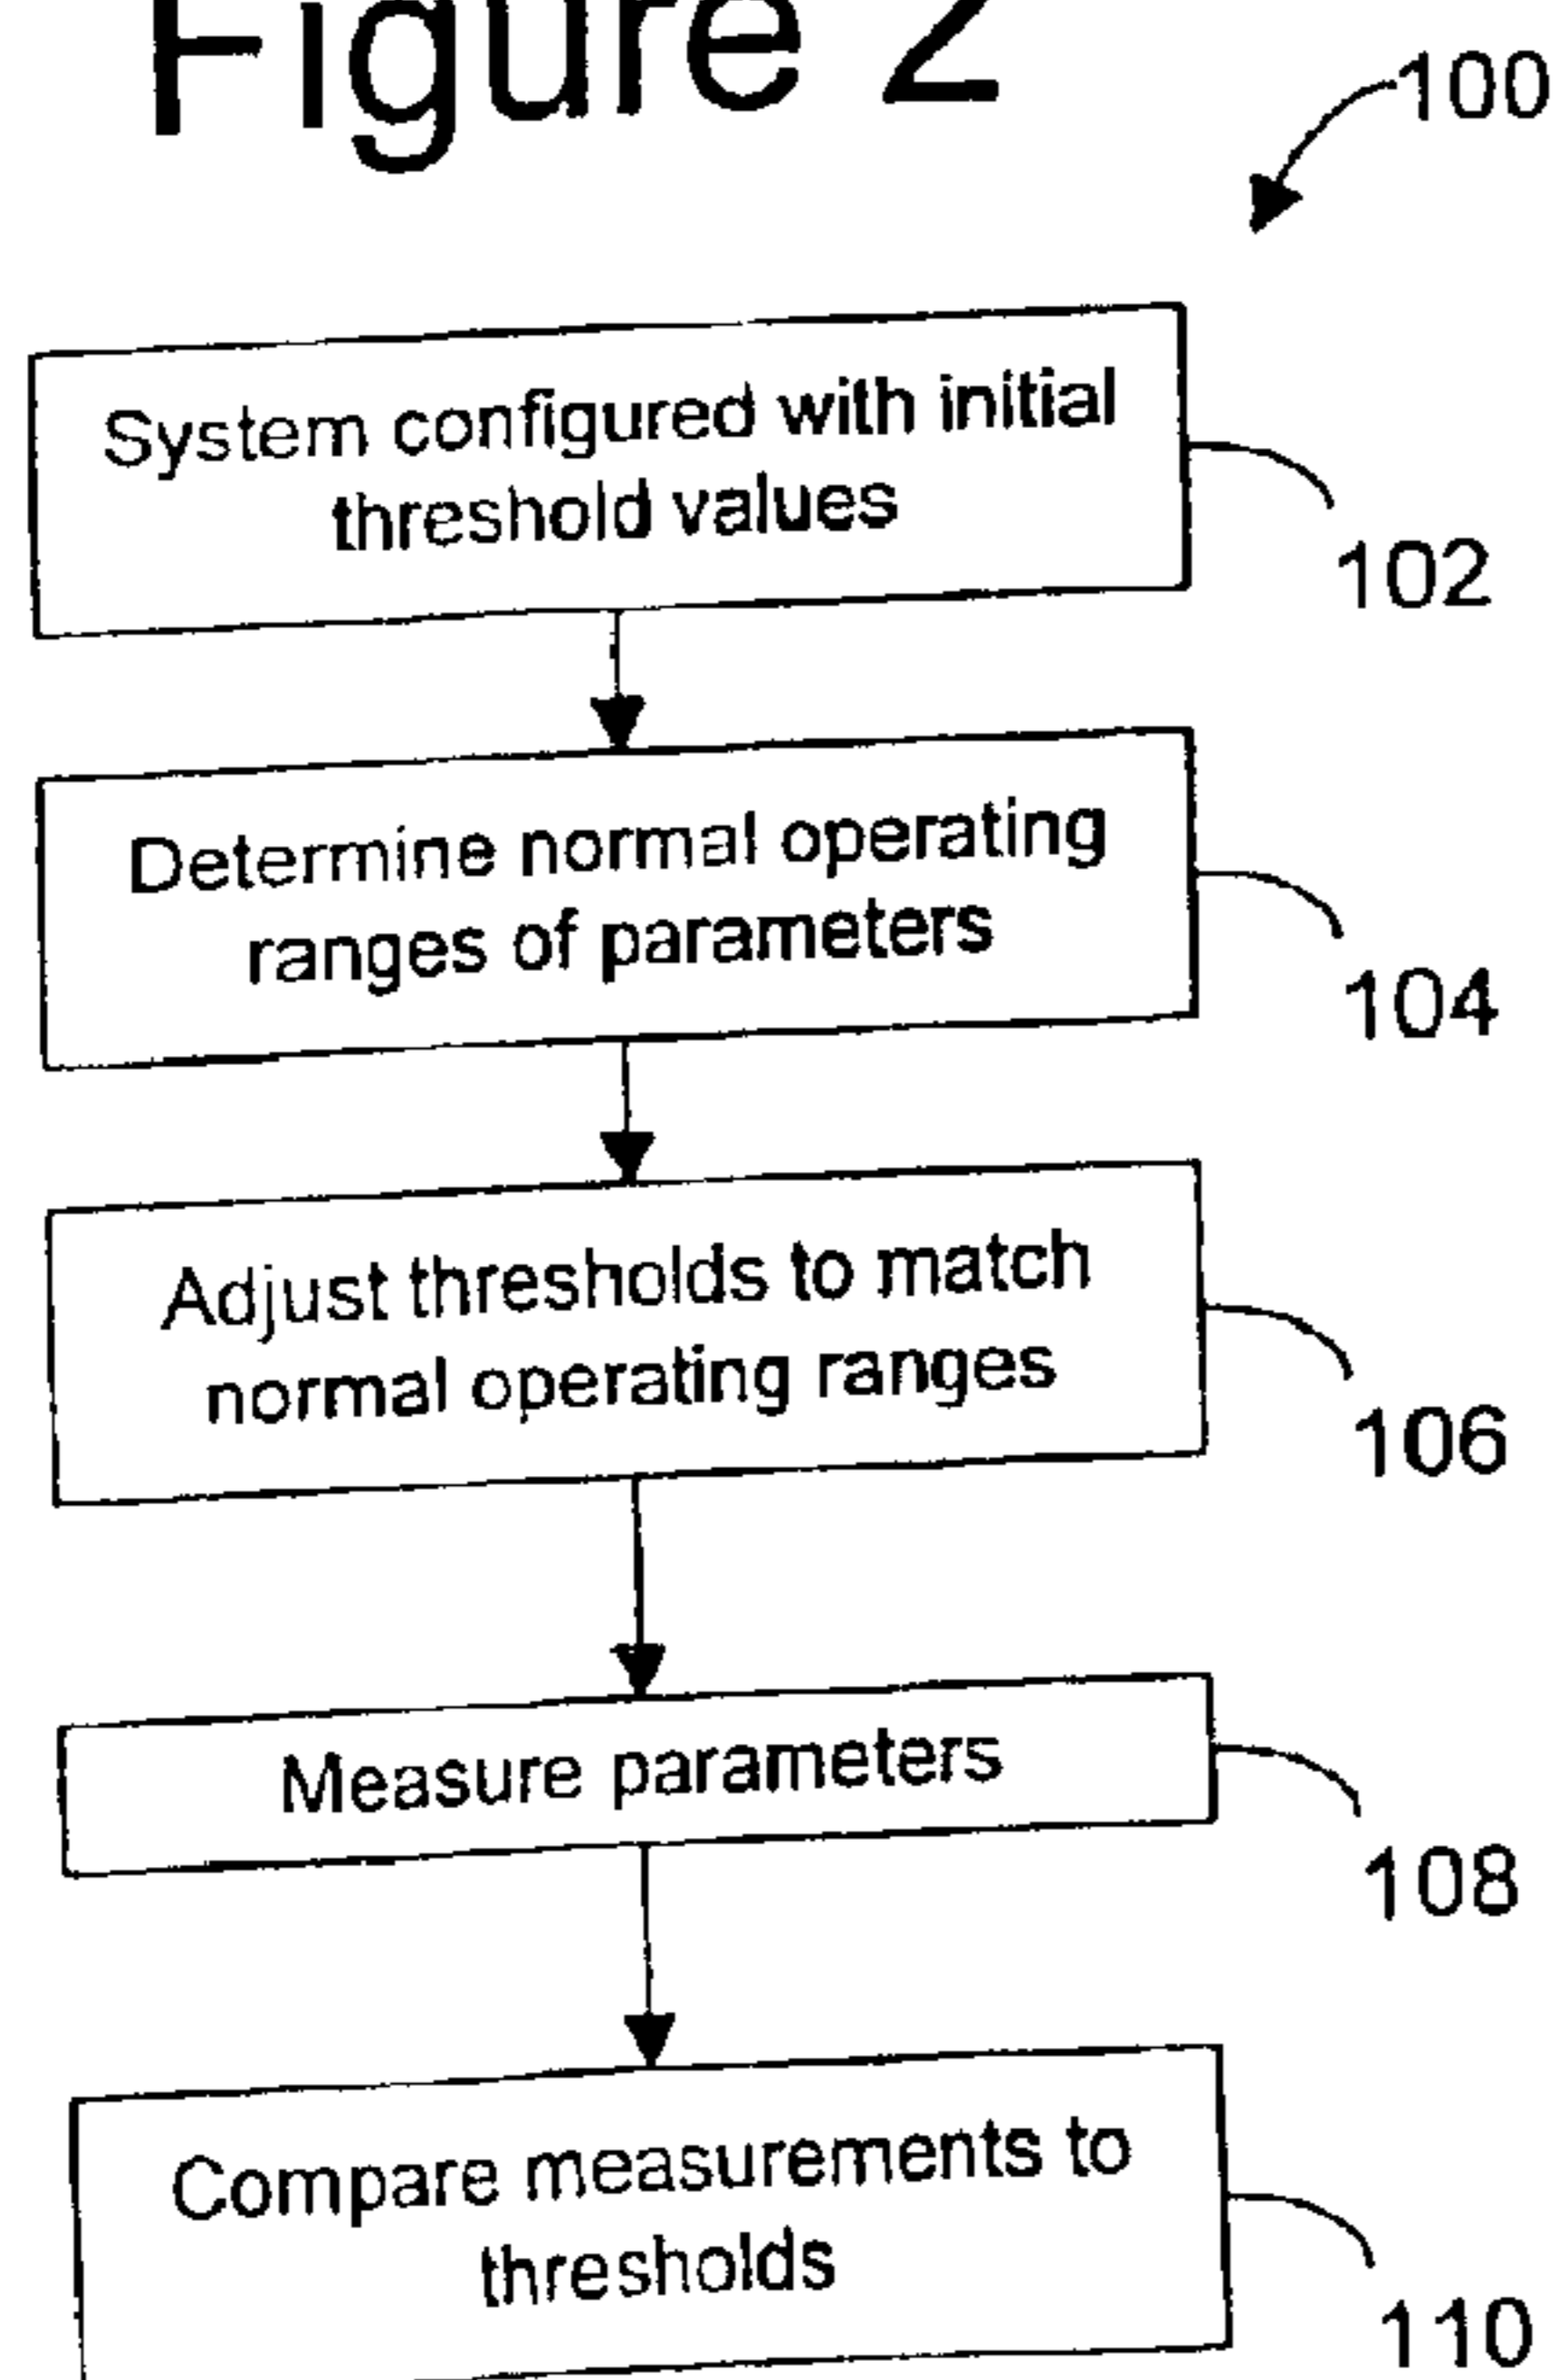 Figure 2
100
System configured with initial
threshold values
102
Determine normal operating
ranges of parameters
104
Adjust thresholds to match
normal operating ranges
106
Measure parameters
108
Compare measurements to
thresholds
110